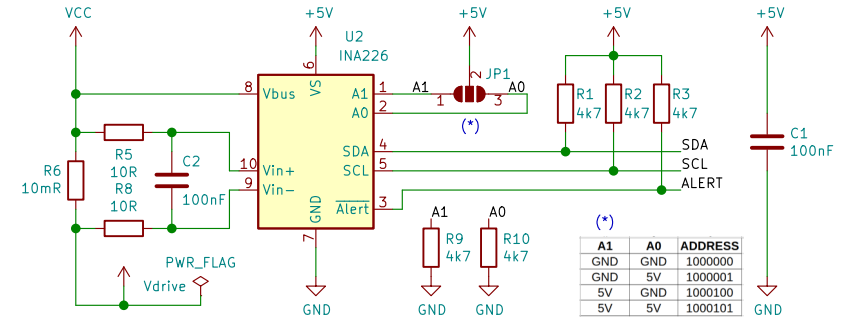 VCC
+5V
+5V
+5V
+5V
U2
INA226
6
VS
8
Vbus
A1
1
A1
1
2
3
JP1
A0
A0
2
(*)
R1
4k7
R2
4k7
R3
4k7
C1
100nF
SDA
4
SDA
SCL
5
SCL
ALERT
Alert
3
R5
10R
R6
10mR
R8
10R
C2
100nF
10
Vin+
9
Vin-
GND
7
GND
PWR_FLAG
Vdrive
A1
R9
4k7
GND
A0
R10
4k7
GND
(*)
A1 A0 ADDRESS
GND GND 1000000
GND 5V 1000001
5V GND 1000100
5V 5V 1000101
GND